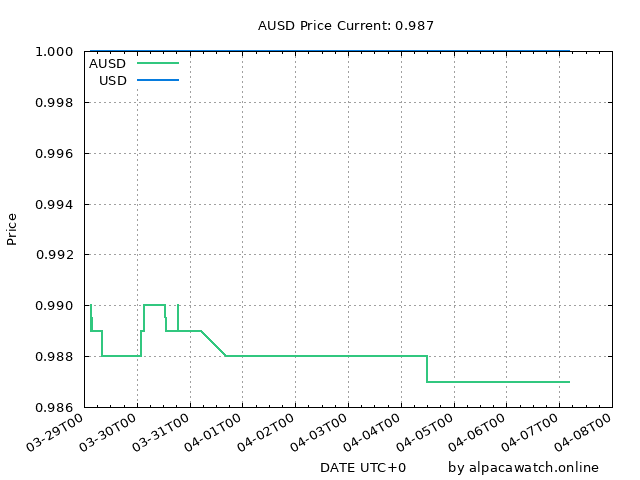 AUSD Price Current: 0.987
1.000
AUSD
USD
0.998
0.996
0.994
Price
0.992
0.990
0.988
0.986
03-29T00 03-30T00 03-31T00 04-01T00 04-02T00 04-03T00 04-04T00 04-05T00 04-06T00 04-07T00 04-08T00
DATE UTC+0 by alpacawatch.online